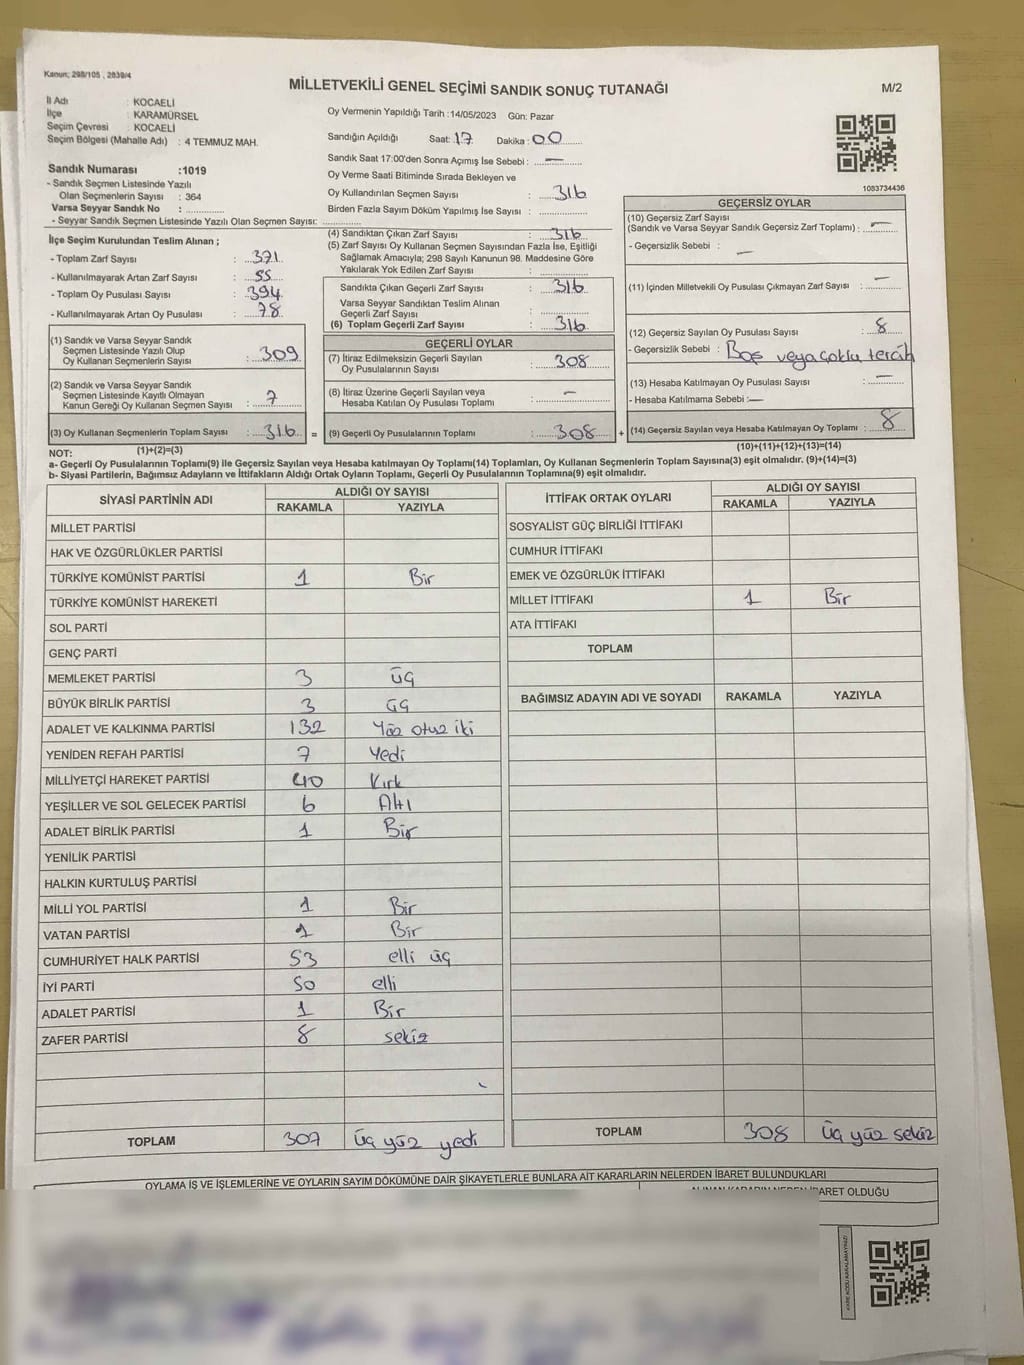 Kanun; 298/105 , 2839/4
MİLLETVEKİLİ GENEL SEÇİMİ SANDIK SONUÇ TUTANAĞI
M/2
İl Adı : KOCAELİ
İlçe : KARAMÜRSEL
Seçim Çevresi : KOCAELİ
Seçim Bölgesi (Mahalle Adı) : 4 TEMMUZ MAH.
Sandık Numarası :1019
- Sandık Seçmen Listesinde Yazılı
Olan Seçmenlerin Sayısı : 364
Varsa Seyyar Sandık No :
- Seyyar Sandık Seçmen Listesinde Yazılı Olan Seçmen Sayısı:
Oy Vermenin Yapıldığı Tarih :14/05/2023 Gün: Pazar
Sandığın Açıldığı Saat: 17 Dakika : 00
Sandık Saat 17:00'den Sonra Açımış İse Sebebi : —
Oy Verme Saati Bitiminde Sırada Bekleyen ve
Oy Kullandırılan Seçmen Sayısı : 316
Birden Fazla Sayım Döküm Yapılmış İse Sayısı :
1083734436
İlçe Seçim Kurulundan Teslim Alınan ;
- Toplam Zarf Sayısı : 371
- Kullanılmayarak Artan Zarf Sayısı : 55
- Toplam Oy Pusulası Sayısı : 394
- Kullanılmayarak Artan Oy Pusulası : 78
(1) Sandık ve Varsa Seyyar Sandık
Seçmen Listesinde Yazılı Olup
Oy Kullanan Seçmenlerin Sayısı : 309
(2) Sandık ve Varsa Seyyar Sandık
Seçmen Listesinde Kayıtlı Olmayan
Kanun Gereği Oy Kullanan Seçmen Sayısı : 7
(3) Oy Kullanan Seçmenlerin Toplam Sayısı : 316 =
(4) Sandıktan Çıkan Zarf Sayısı : 316
(5) Zarf Sayısı Oy Kullanan Seçmen Sayısından Fazla İse, Eşitliği
Sağlamak Amacıyla; 298 Sayılı Kanunun 98. Maddesine Göre
Yakılarak Yok Edilen Zarf Sayısı :
Sandıkta Çıkan Geçerli Zarf Sayısı : 316
Varsa Seyyar Sandıktan Teslim Alınan
Geçerli Zarf Sayısı :
(6) Toplam Geçerli Zarf Sayısı : 316
GEÇERLİ OYLAR
(7) İtiraz Edilmeksizin Geçerli Sayılan
Oy Pusulalarının Sayısı : 308
(8) İtiraz Üzerine Geçerli Sayılan veya
Hesaba Katılan Oy Pusulası Toplamı : —
(9) Geçerli Oy Pusulalarının Toplamı : 308 +
GEÇERSİZ OYLAR
(10) Geçersiz Zarf Sayısı
(Sandık ve Varsa Seyyar Sandık Geçersiz Zarf Toplamı) : —
- Geçersizlik Sebebi : —
(11) İçinden Milletvekili Oy Pusulası Çıkmayan Zarf Sayısı : —
(12) Geçersiz Sayılan Oy Pusulası Sayısı : 8
- Geçersizlik Sebebi : Boş veya çoklu tercih
(13) Hesaba Katılmayan Oy Pusulası Sayısı : —
- Hesaba Katılmama Sebebi :—
(14) Geçersiz Sayılan veya Hesaba Katılmayan Oy Toplamı : 8
NOT: (1)+(2)=(3)
(10)+(11)+(12)+(13)=(14)
a- Geçerli Oy Pusulalarının Toplamı(9) İle Geçersiz Sayılan veya Hesaba katılmayan Oy Toplamı(14) Toplamları, Oy Kullanan Seçmenlerin Toplam Sayısına(3) eşit olmalıdır. (9)+(14)=(3)
b- Siyasi Partilerin, Bağımsız Adayların ve İttifakların Aldığı Ortak Oyların Toplamı, Geçerli Oy Pusulalarının Toplamına(9) eşit olmalıdır.
SİYASİ PARTİNİN ADI ALDIĞI OY SAYISI
RAKAMLA YAZIYLA
MİLLET PARTİSİ
HAK VE ÖZGÜRLÜKLER PARTİSİ
TÜRKİYE KOMÜNİST PARTİSİ 1 Bir
TÜRKİYE KOMÜNİST HAREKETİ
SOL PARTİ
GENÇ PARTİ
MEMLEKET PARTİSİ 3 üç
BÜYÜK BİRLİK PARTİSİ 3 üç
ADALET VE KALKINMA PARTİSİ 132 Yüz otuz iki
YENİDEN REFAH PARTİSİ 7 Yedi
MİLLİYETÇİ HAREKET PARTİSİ 40 Kırk
YEŞİLLER VE SOL GELECEK PARTİSİ 6 Altı
ADALET BİRLİK PARTİSİ 1 Bir
YENİLİK PARTİSİ
HALKIN KURTULUŞ PARTİSİ
MİLLİ YOL PARTİSİ 1 Bir
VATAN PARTİSİ 1 Bir
CUMHURİYET HALK PARTİSİ 53 elli üç
İYİ PARTİ 50 elli
ADALET PARTİSİ 1 Bir
ZAFER PARTİSİ 8 sekiz
TOPLAM 307 üç yüz yedi
İTTİFAK ORTAK OYLARI ALDIĞI OY SAYISI
RAKAMLA YAZIYLA
SOSYALİST GÜÇ BİRLİĞİ İTTİFAKI
CUMHUR İTTİFAKI
EMEK VE ÖZGÜRLÜK İTTİFAKI
MİLLET İTTİFAKI 1 Bir
ATA İTTİFAKI
TOPLAM
BAĞIMSIZ ADAYIN ADI VE SOYADI RAKAMLA YAZIYLA
TOPLAM 308 üç yüz sekiz
OYLAMA İŞ VE İŞLEMLERİNE VE OYLARIN SAYIM DÖKÜMÜNE DAİR ŞİKAYETLERLE BUNLARA AİT KARARLARIN NELERDEN İBARET BULUNDUKLARI
İBARET OLDUĞU